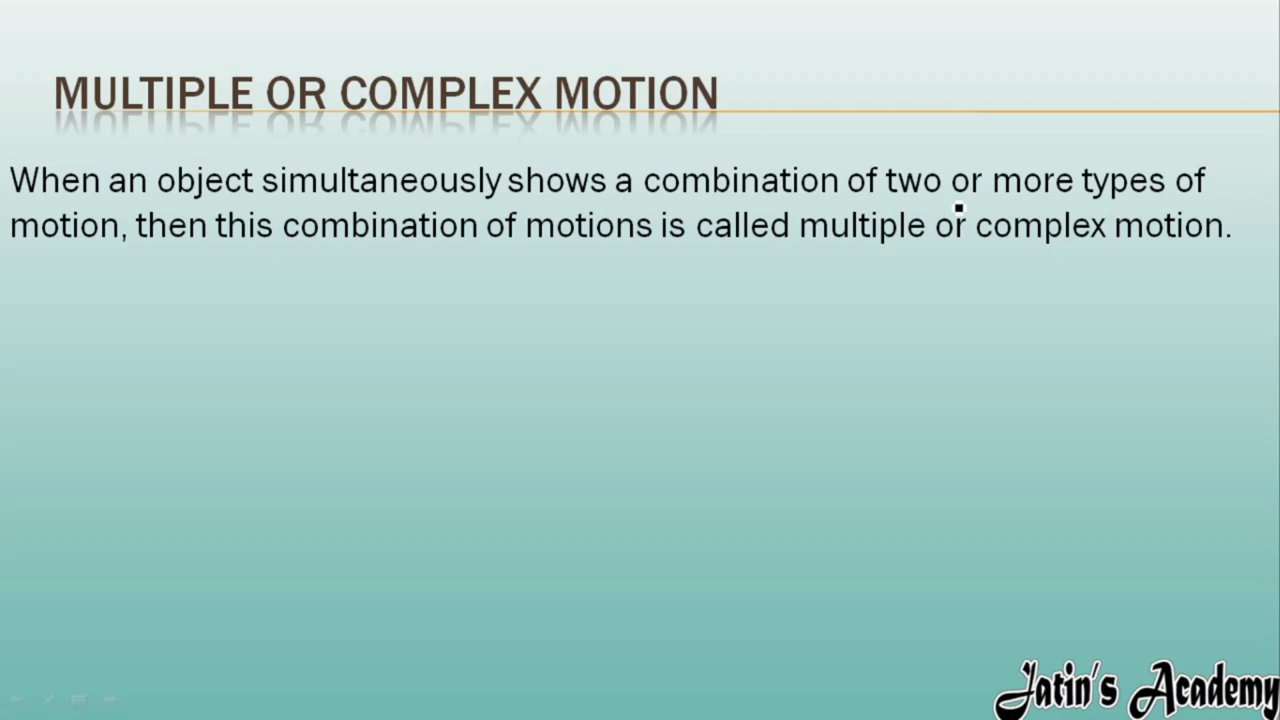 MULTIPLE OR COMPLEX MOTION
When an object simultaneously shows a combination of two or more types of
motion, then this combination of motions is called multiple or complex motion.
Jatin's Academy